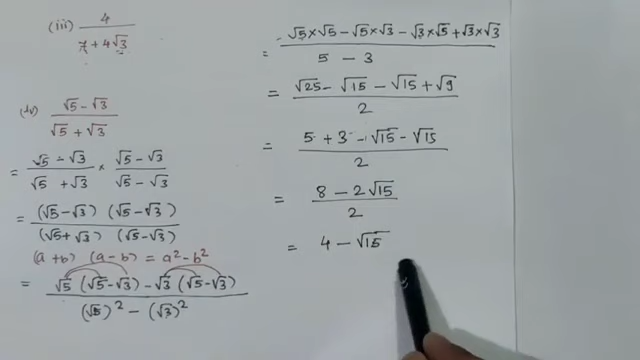 (iii) 4 / 7 + 4√3
(iv) √5 − √3 / √5 + √3
= √5 − √3 / √5 + √3 × √5 − √3 / √5 − √3
= (√5 − √3) (√5 − √3) / (√5 + √3) (√5 − √3)
(a + b) (a − b) = a² − b²
= √5 (√5 − √3) − √3 (√5 − √3) / (√5)² − (√3)²
= √5 × √5 − √5 × √3 − √3 × √5 + √3 × √3 / 5 − 3
= √25 − √15 − √15 + √9 / 2
= 5 + 3 − √15 − √15 / 2
= 8 − 2√15 / 2
= 4 − √15